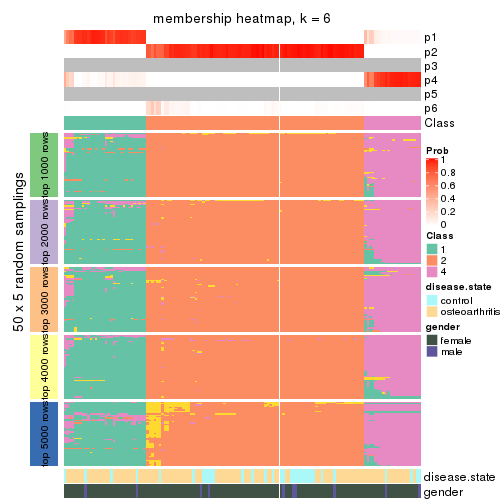 membership heatmap, k = 6
p1
p2
p3
p4
p5
p6
Class
50 x 5 random samplings
top 1000 rows
top 2000 rows
top 3000 rows
top 4000 rows
top 5000 rows
disease.state
gender
Prob
1
0.8
0.6
0.4
0.2
0
Class
1
2
4
disease.state
control
osteoarthritis
gender
female
male